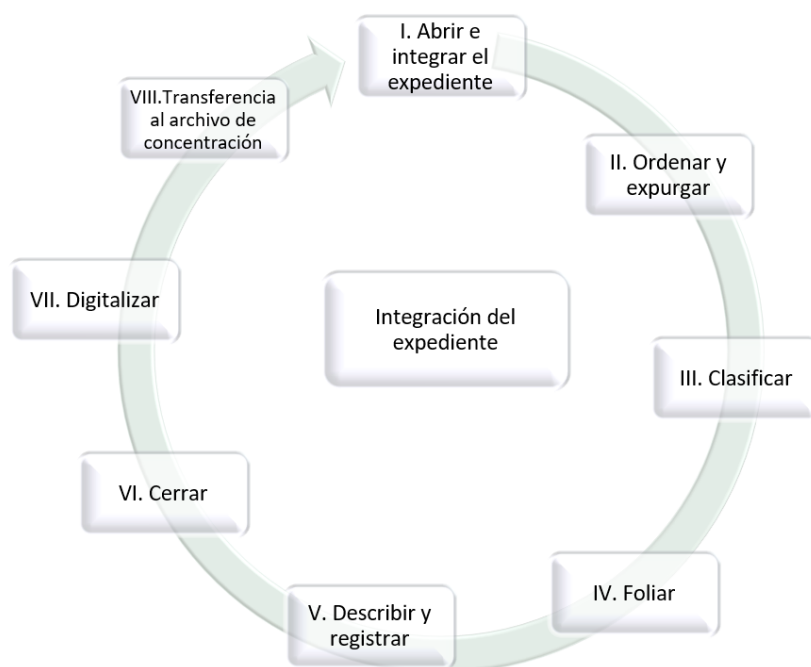 I. Abrir e
integrar el
expediente
II. Ordenar y
expurgar
III. Clasificar
IV. Foliar
V. Describir y
registrar
VI. Cerrar
VII. Digitalizar
VIII.Transferencia
al archivo de
concentración
Integración del
expediente